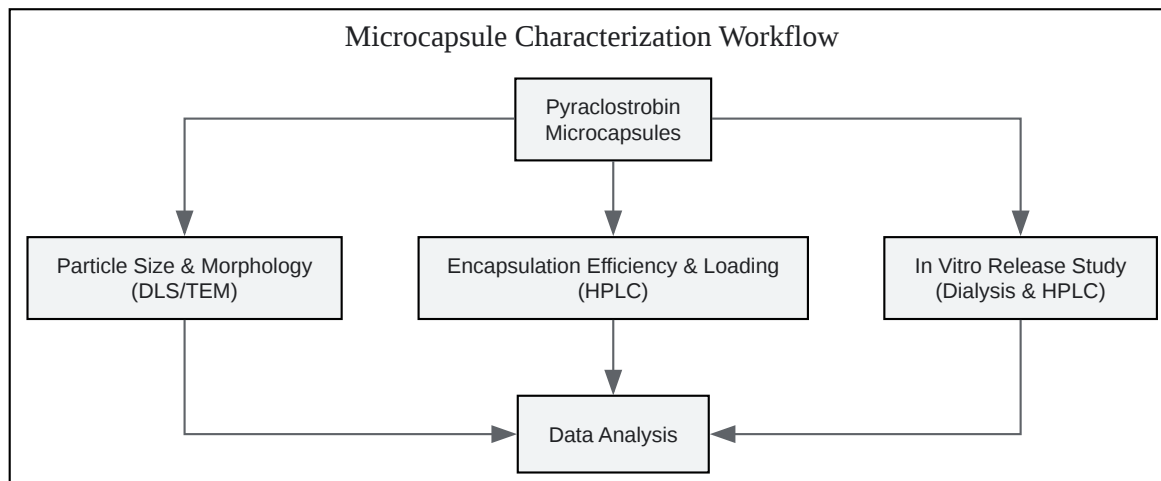 Microcapsule Characterization Workflow
Pyraclostrobin
Microcapsules
Particle Size & Morphology
(DLS/TEM)
Encapsulation Efficiency & Loading
(HPLC)
In Vitro Release Study
(Dialysis & HPLC)
Data Analysis